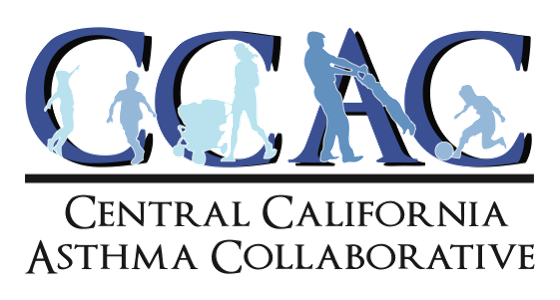 CCAC
CENTRAL CALIFORNIA
ASTHMA COLLABORATIVE